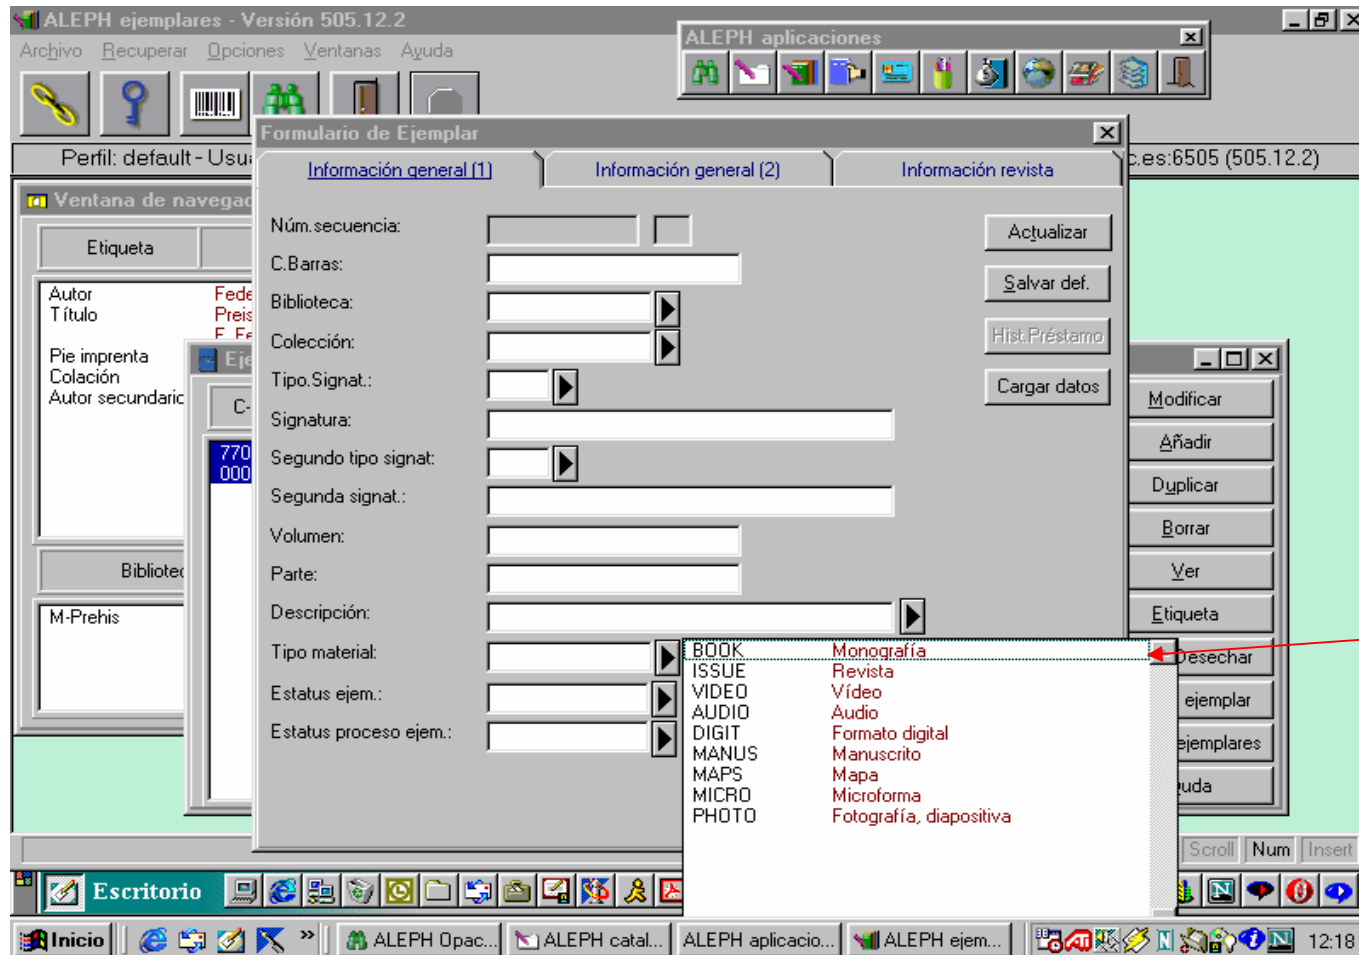 ALEPH ejemplares - Versión 505.12.2
Archivo Recuperar Opciones Ventanas Ayuda
ALEPH aplicaciones
Formulario de Ejemplar
Perfil: default - Usu
c.es:6505 (505.12.2)
Información general (1) Información general (2) Información revista
Ventana de navegac
Etiqueta
Autor Fede
Título Preis
Pie imprenta
Colación
Autor secundaric
Eje
C-
770
000
Bibliotec
M-Prehis
Núm.secuencia:
C.Barras:
Biblioteca:
Colección:
Tipo.Signat.:
Signatura:
Segundo tipo signat:
Segunda signat.:
Volumen:
Parte:
Descripción:
Tipo material:
Estatus ejem.:
Estatus proceso ejem.:
Actualizar
Salvar def.
Hist.Préstamo
Cargar datos
BOOK Monografía
ISSUE Revista
VIDEO Vídeo
AUDIO Audio
DIGIT Formato digital
MANUS Manuscrito
MAPS Mapa
MICRO Microforma
PHOTO Fotografía, diapositiva
Modificar
Añadir
Duplicar
Borrar
Ver
Etiqueta
Desechar
ejemplar
ejemplares
uda
Scroll Num Insert
Escritorio
Inicio ALEPH Opac... ALEPH catal... ALEPH aplicacio... ALEPH ejem... 12:18